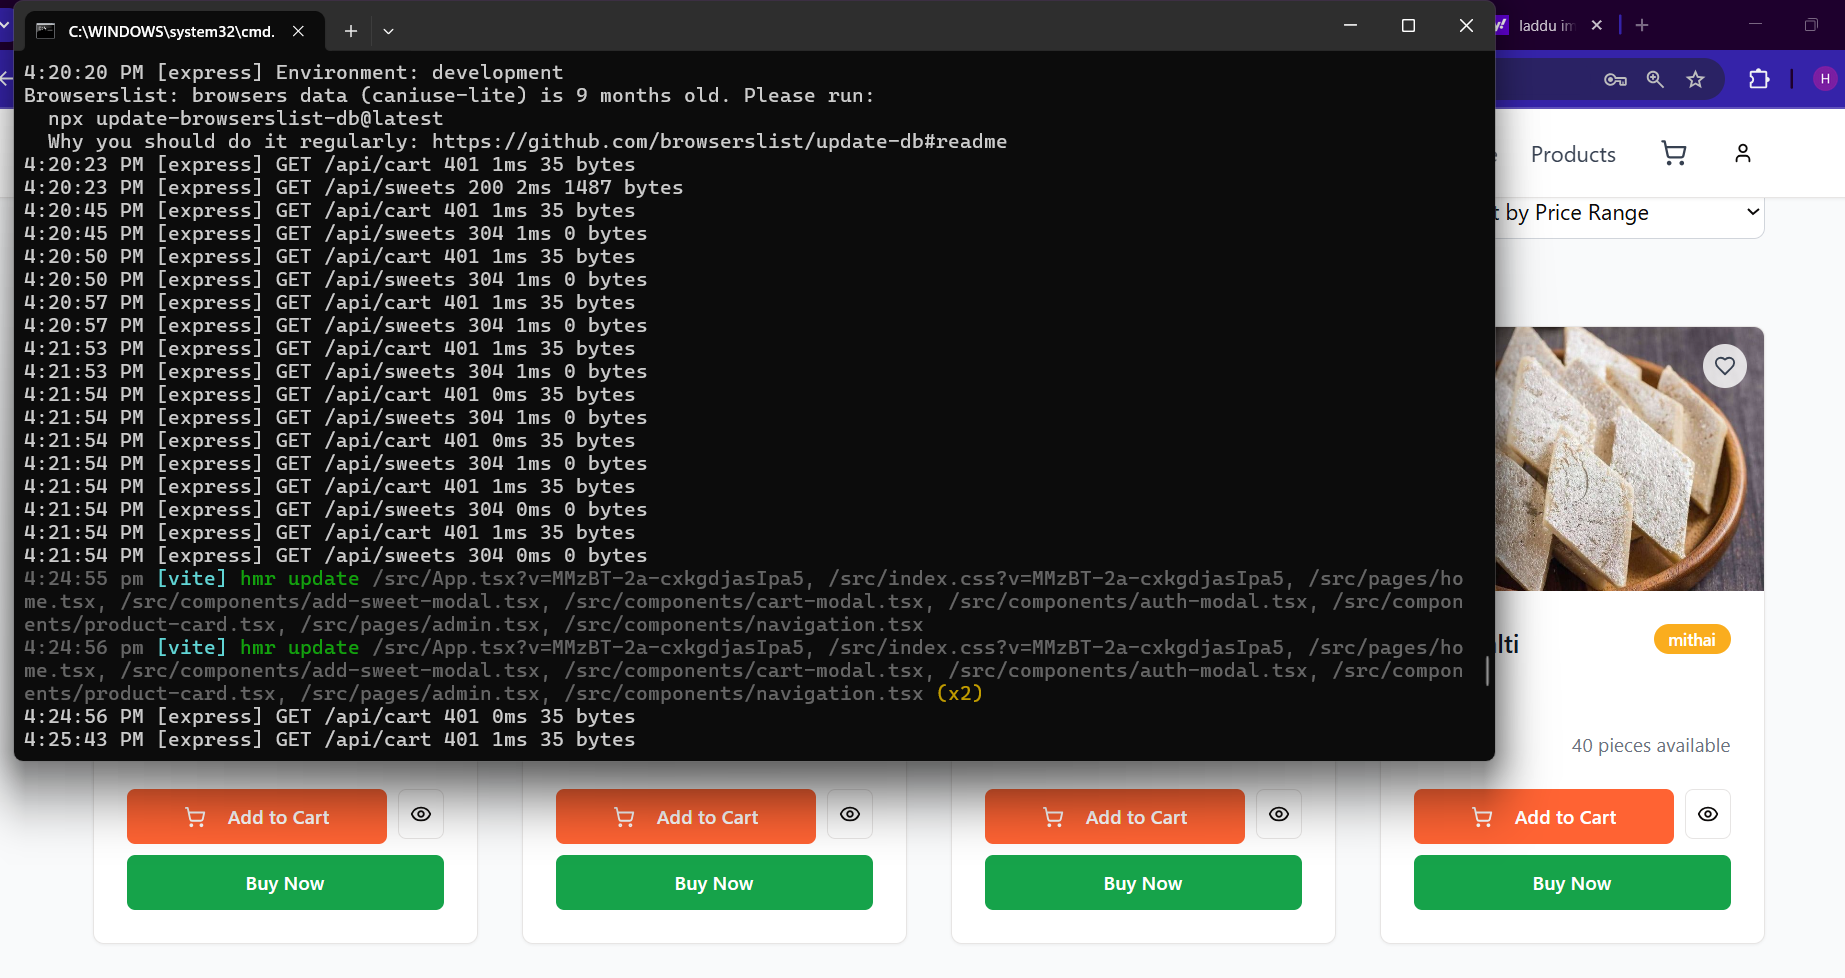 C:\WINDOWS\system32\cmd.
laddu im
H
4:20:20 PM [express] Environment: development
Browserslist: browsers data (caniuse-lite) is 9 months old. Please run:
  npx update-browserslist-db@latest
  Why you should do it regularly: https://github.com/browserslist/update-db#readme
4:20:23 PM [express] GET /api/cart 401 1ms 35 bytes
4:20:23 PM [express] GET /api/sweets 200 2ms 1487 bytes
4:20:45 PM [express] GET /api/cart 401 1ms 35 bytes
4:20:45 PM [express] GET /api/sweets 304 1ms 0 bytes
4:20:50 PM [express] GET /api/cart 401 1ms 35 bytes
4:20:50 PM [express] GET /api/sweets 304 1ms 0 bytes
4:20:57 PM [express] GET /api/cart 401 1ms 35 bytes
4:20:57 PM [express] GET /api/sweets 304 1ms 0 bytes
4:21:53 PM [express] GET /api/cart 401 1ms 35 bytes
4:21:53 PM [express] GET /api/sweets 304 1ms 0 bytes
4:21:54 PM [express] GET /api/cart 401 0ms 35 bytes
4:21:54 PM [express] GET /api/sweets 304 1ms 0 bytes
4:21:54 PM [express] GET /api/cart 401 0ms 35 bytes
4:21:54 PM [express] GET /api/sweets 304 1ms 0 bytes
4:21:54 PM [express] GET /api/cart 401 1ms 35 bytes
4:21:54 PM [express] GET /api/sweets 304 0ms 0 bytes
4:21:54 PM [express] GET /api/cart 401 1ms 35 bytes
4:21:54 PM [express] GET /api/sweets 304 0ms 0 bytes
4:24:55 pm [vite] hmr update /src/App.tsx?v=MMzBT-2a-cxkgdjasIpa5, /src/index.css?v=MMzBT-2a-cxkgdjasIpa5, /src/pages/ho
me.tsx, /src/components/add-sweet-modal.tsx, /src/components/cart-modal.tsx, /src/components/auth-modal.tsx, /src/compon
ents/product-card.tsx, /src/pages/admin.tsx, /src/components/navigation.tsx
4:24:56 pm [vite] hmr update /src/App.tsx?v=MMzBT-2a-cxkgdjasIpa5, /src/index.css?v=MMzBT-2a-cxkgdjasIpa5, /src/pages/ho
me.tsx, /src/components/add-sweet-modal.tsx, /src/components/cart-modal.tsx, /src/components/auth-modal.tsx, /src/compon
ents/product-card.tsx, /src/pages/admin.tsx, /src/components/navigation.tsx (x2)
4:24:56 PM [express] GET /api/cart 401 0ms 35 bytes
4:25:43 PM [express] GET /api/cart 401 1ms 35 bytes
Products
t by Price Range
lti
mithai
40 pieces available
Add to Cart
Add to Cart
Add to Cart
Add to Cart
Buy Now
Buy Now
Buy Now
Buy Now